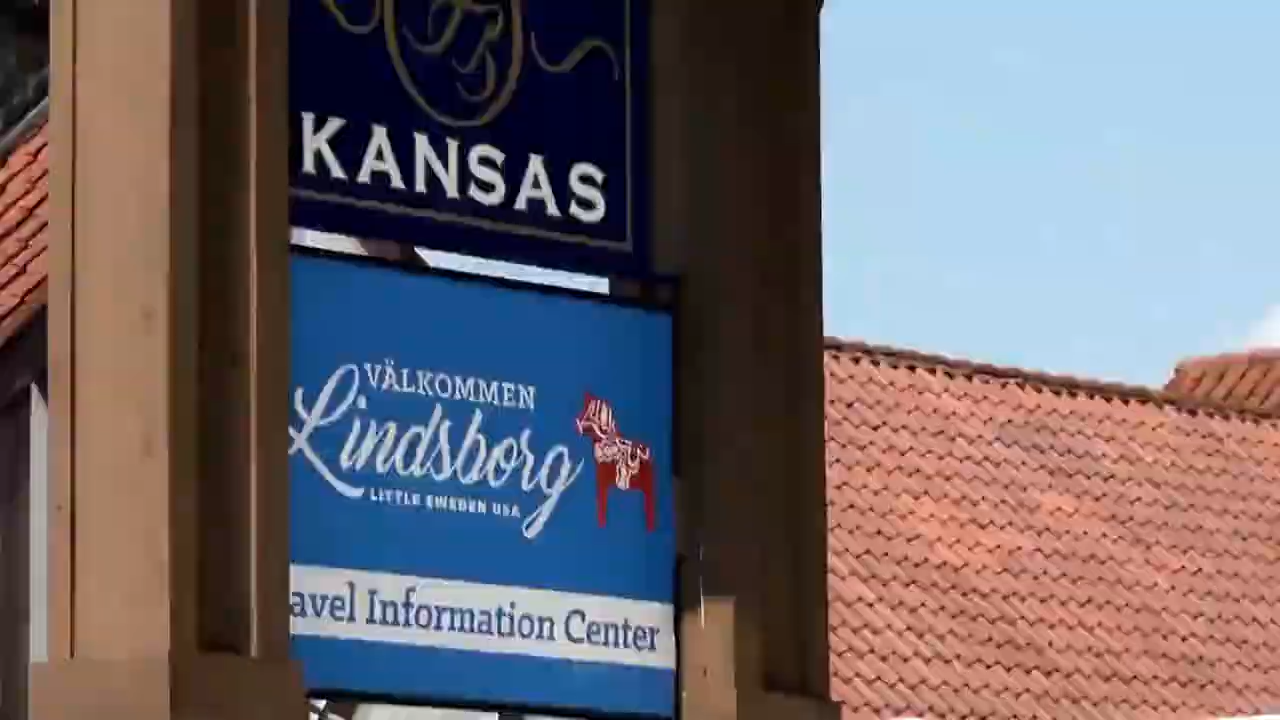 KANSAS
VÄLKOMMEN
Lindsborg
LITTLE SWEDEN USA
avel Information Center